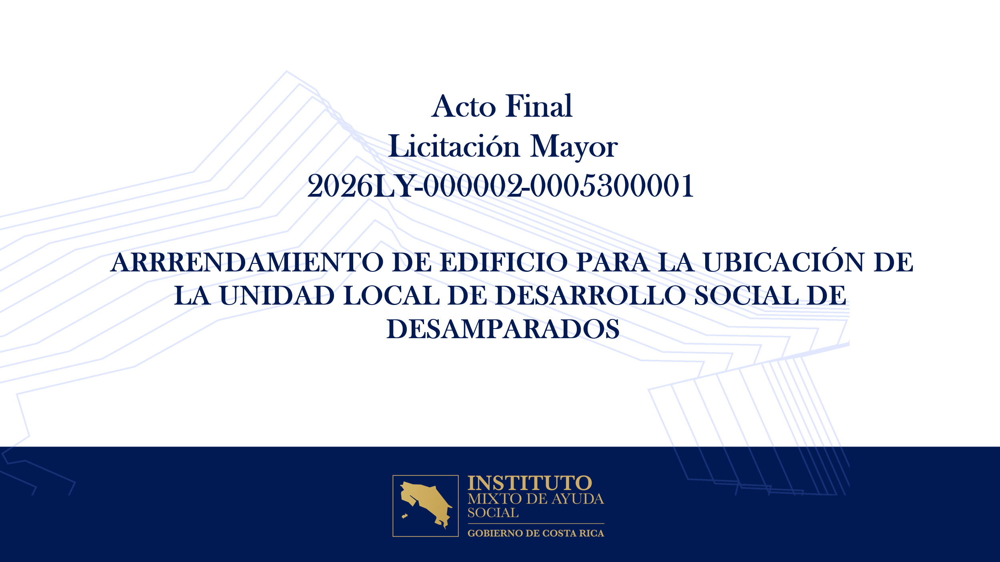 Acto Final
Licitación Mayor
2026LY-000002-0005300001
ARRRENDAMIENTO DE EDIFICIO PARA LA UBICACIÓN DE
LA UNIDAD LOCAL DE DESARROLLO SOCIAL DE
DESAMPARADOS
INSTITUTO
MIXTO DE AYUDA
SOCIAL
GOBIERNO DE COSTA RICA